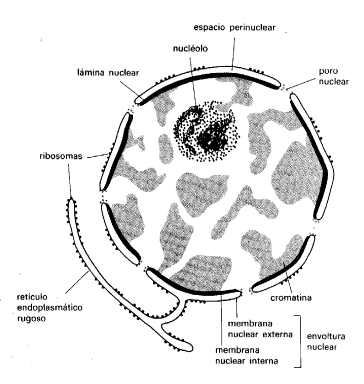 espacio perinuclear
nucléolo
lámina nuclear
poro
nuclear
ribosomas
retículo
endoplasmático
rugoso
cromatina
membrana
nuclear externa
envoltura
nuclear
membrana
nuclear interna